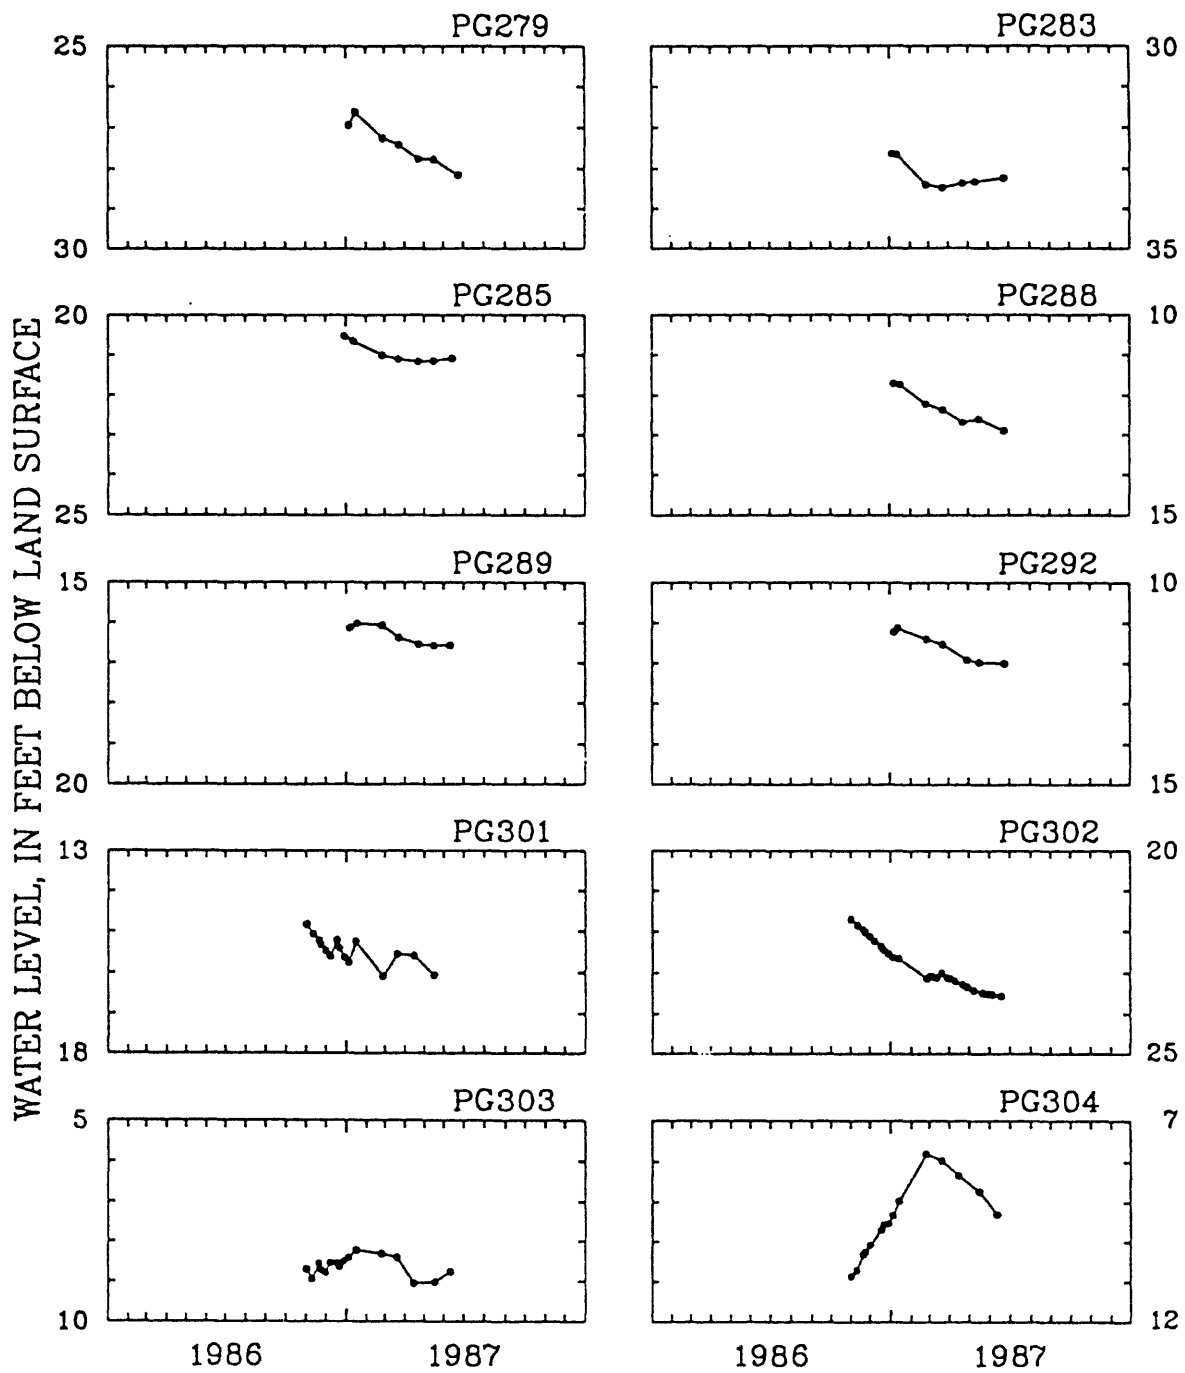 PG279 PG283
25 30
30 35
PG285 PG288
20 10
25 15
PG289 PG292
15 10
20 15
PG301 PG302
13 20
18 25
PG303 PG304
5 7
10 12
1986 1987 1986 1987
WATER LEVEL, IN FEET BELOW LAND SURFACE